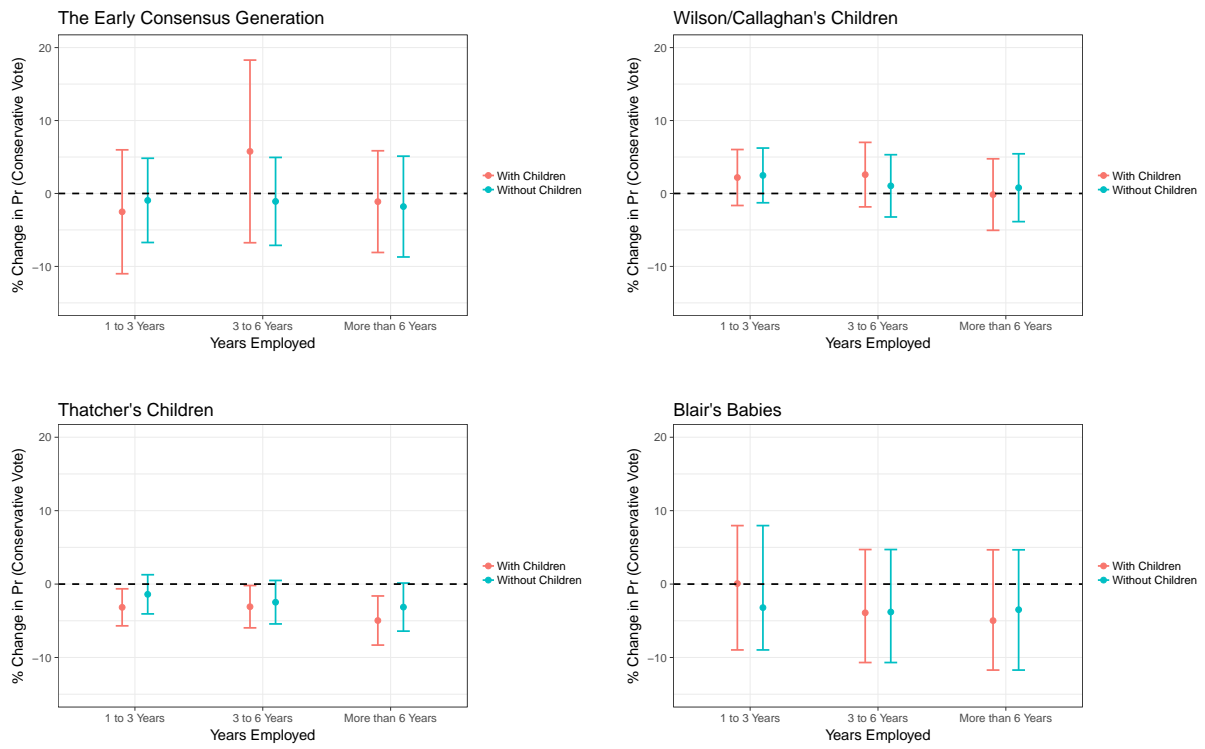 The Early Consensus Generation
% Change in Pr (Conservative Vote)
20
10
0
−10
1 to 3 Years
3 to 6 Years
More than 6 Years
Years Employed
With Children
Without Children
Wilson/Callaghan's Children
% Change in Pr (Conservative Vote)
20
10
0
−10
1 to 3 Years
3 to 6 Years
More than 6 Years
Years Employed
With Children
Without Children
Thatcher's Children
% Change in Pr (Conservative Vote)
20
10
0
−10
1 to 3 Years
3 to 6 Years
More than 6 Years
Years Employed
With Children
Without Children
Blair's Babies
% Change in Pr (Conservative Vote)
20
10
0
−10
1 to 3 Years
3 to 6 Years
More than 6 Years
Years Employed
With Children
Without Children